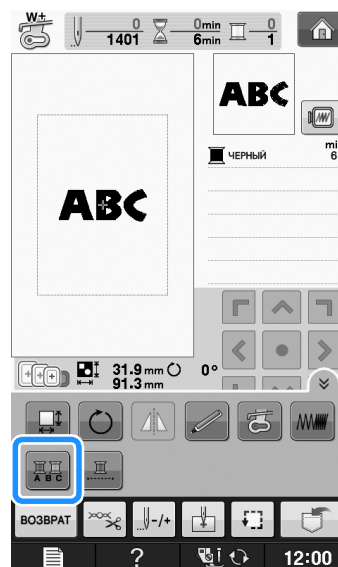 W±
0 0min 0
1401 6min 1
ABC
ЧЕРНЫЙ
mi
6
ABC
31.9 mm 0°
91.3 mm
A B C
ВОЗВРАТ -/+
? 12:00